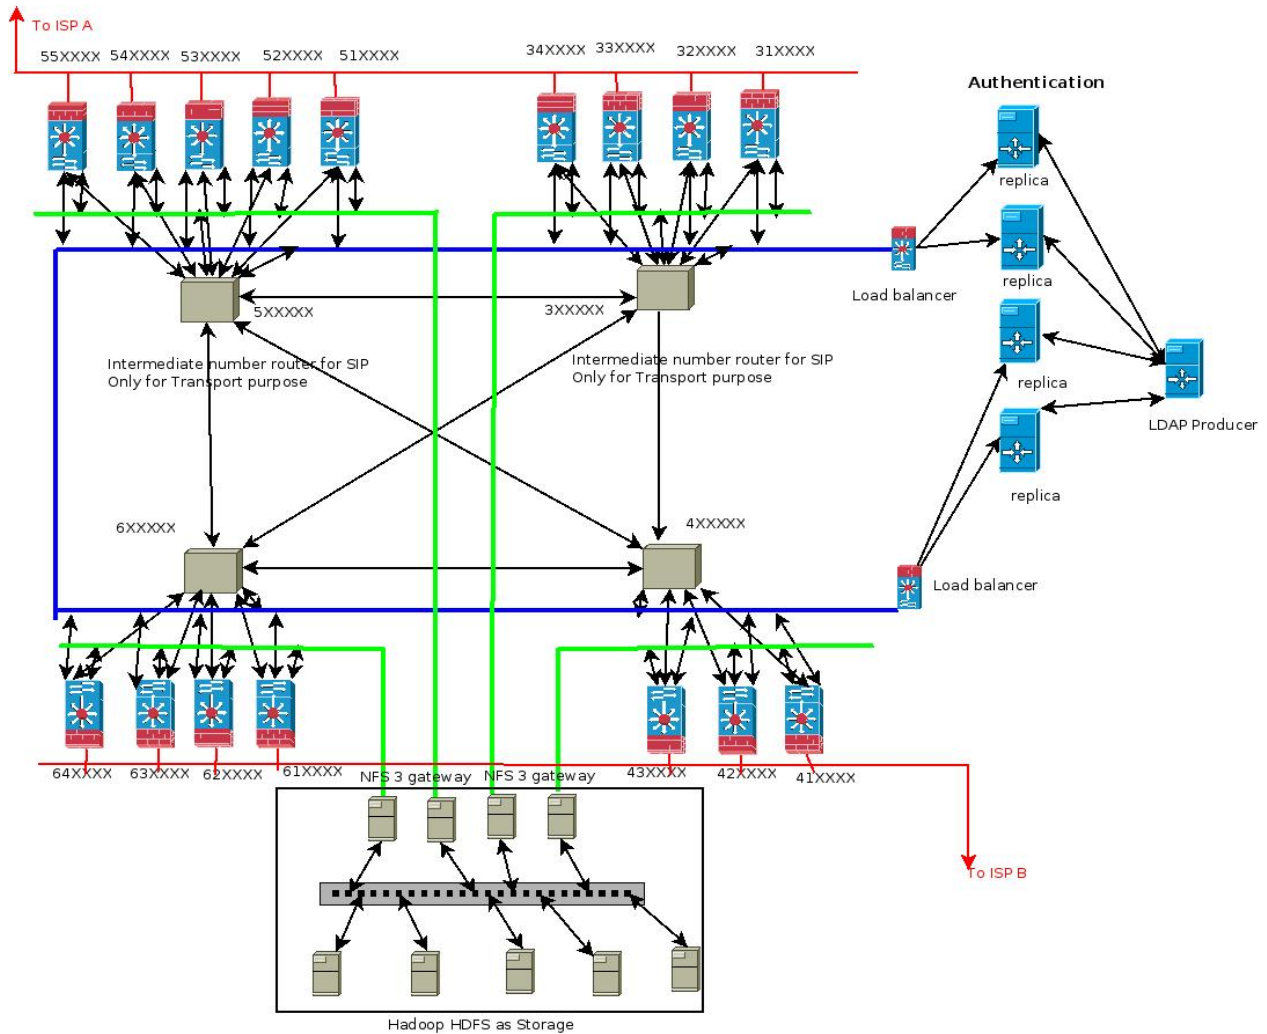 To ISP A
55XXXX
54XXXX
53XXXX
52XXXX
51XXXX
34XXXX
33XXXX
32XXXX
31XXXX
Authentication
replica
replica
Load balancer
5XXXXX
3XXXXX
Intermediate number router for SIP
Only for Transport purpose
Intermediate number router for SIP
Only for Transport purpose
replica
LDAP Producer
replica
6XXXXX
4XXXXX
Load balancer
64XXXX
63XXXX
62XXXX
61XXXX
43XXXX
42XXXX
41XXXX
NFS 3 gateway
NFS 3 gateway
To ISP B
Hadoop HDFS as Storage